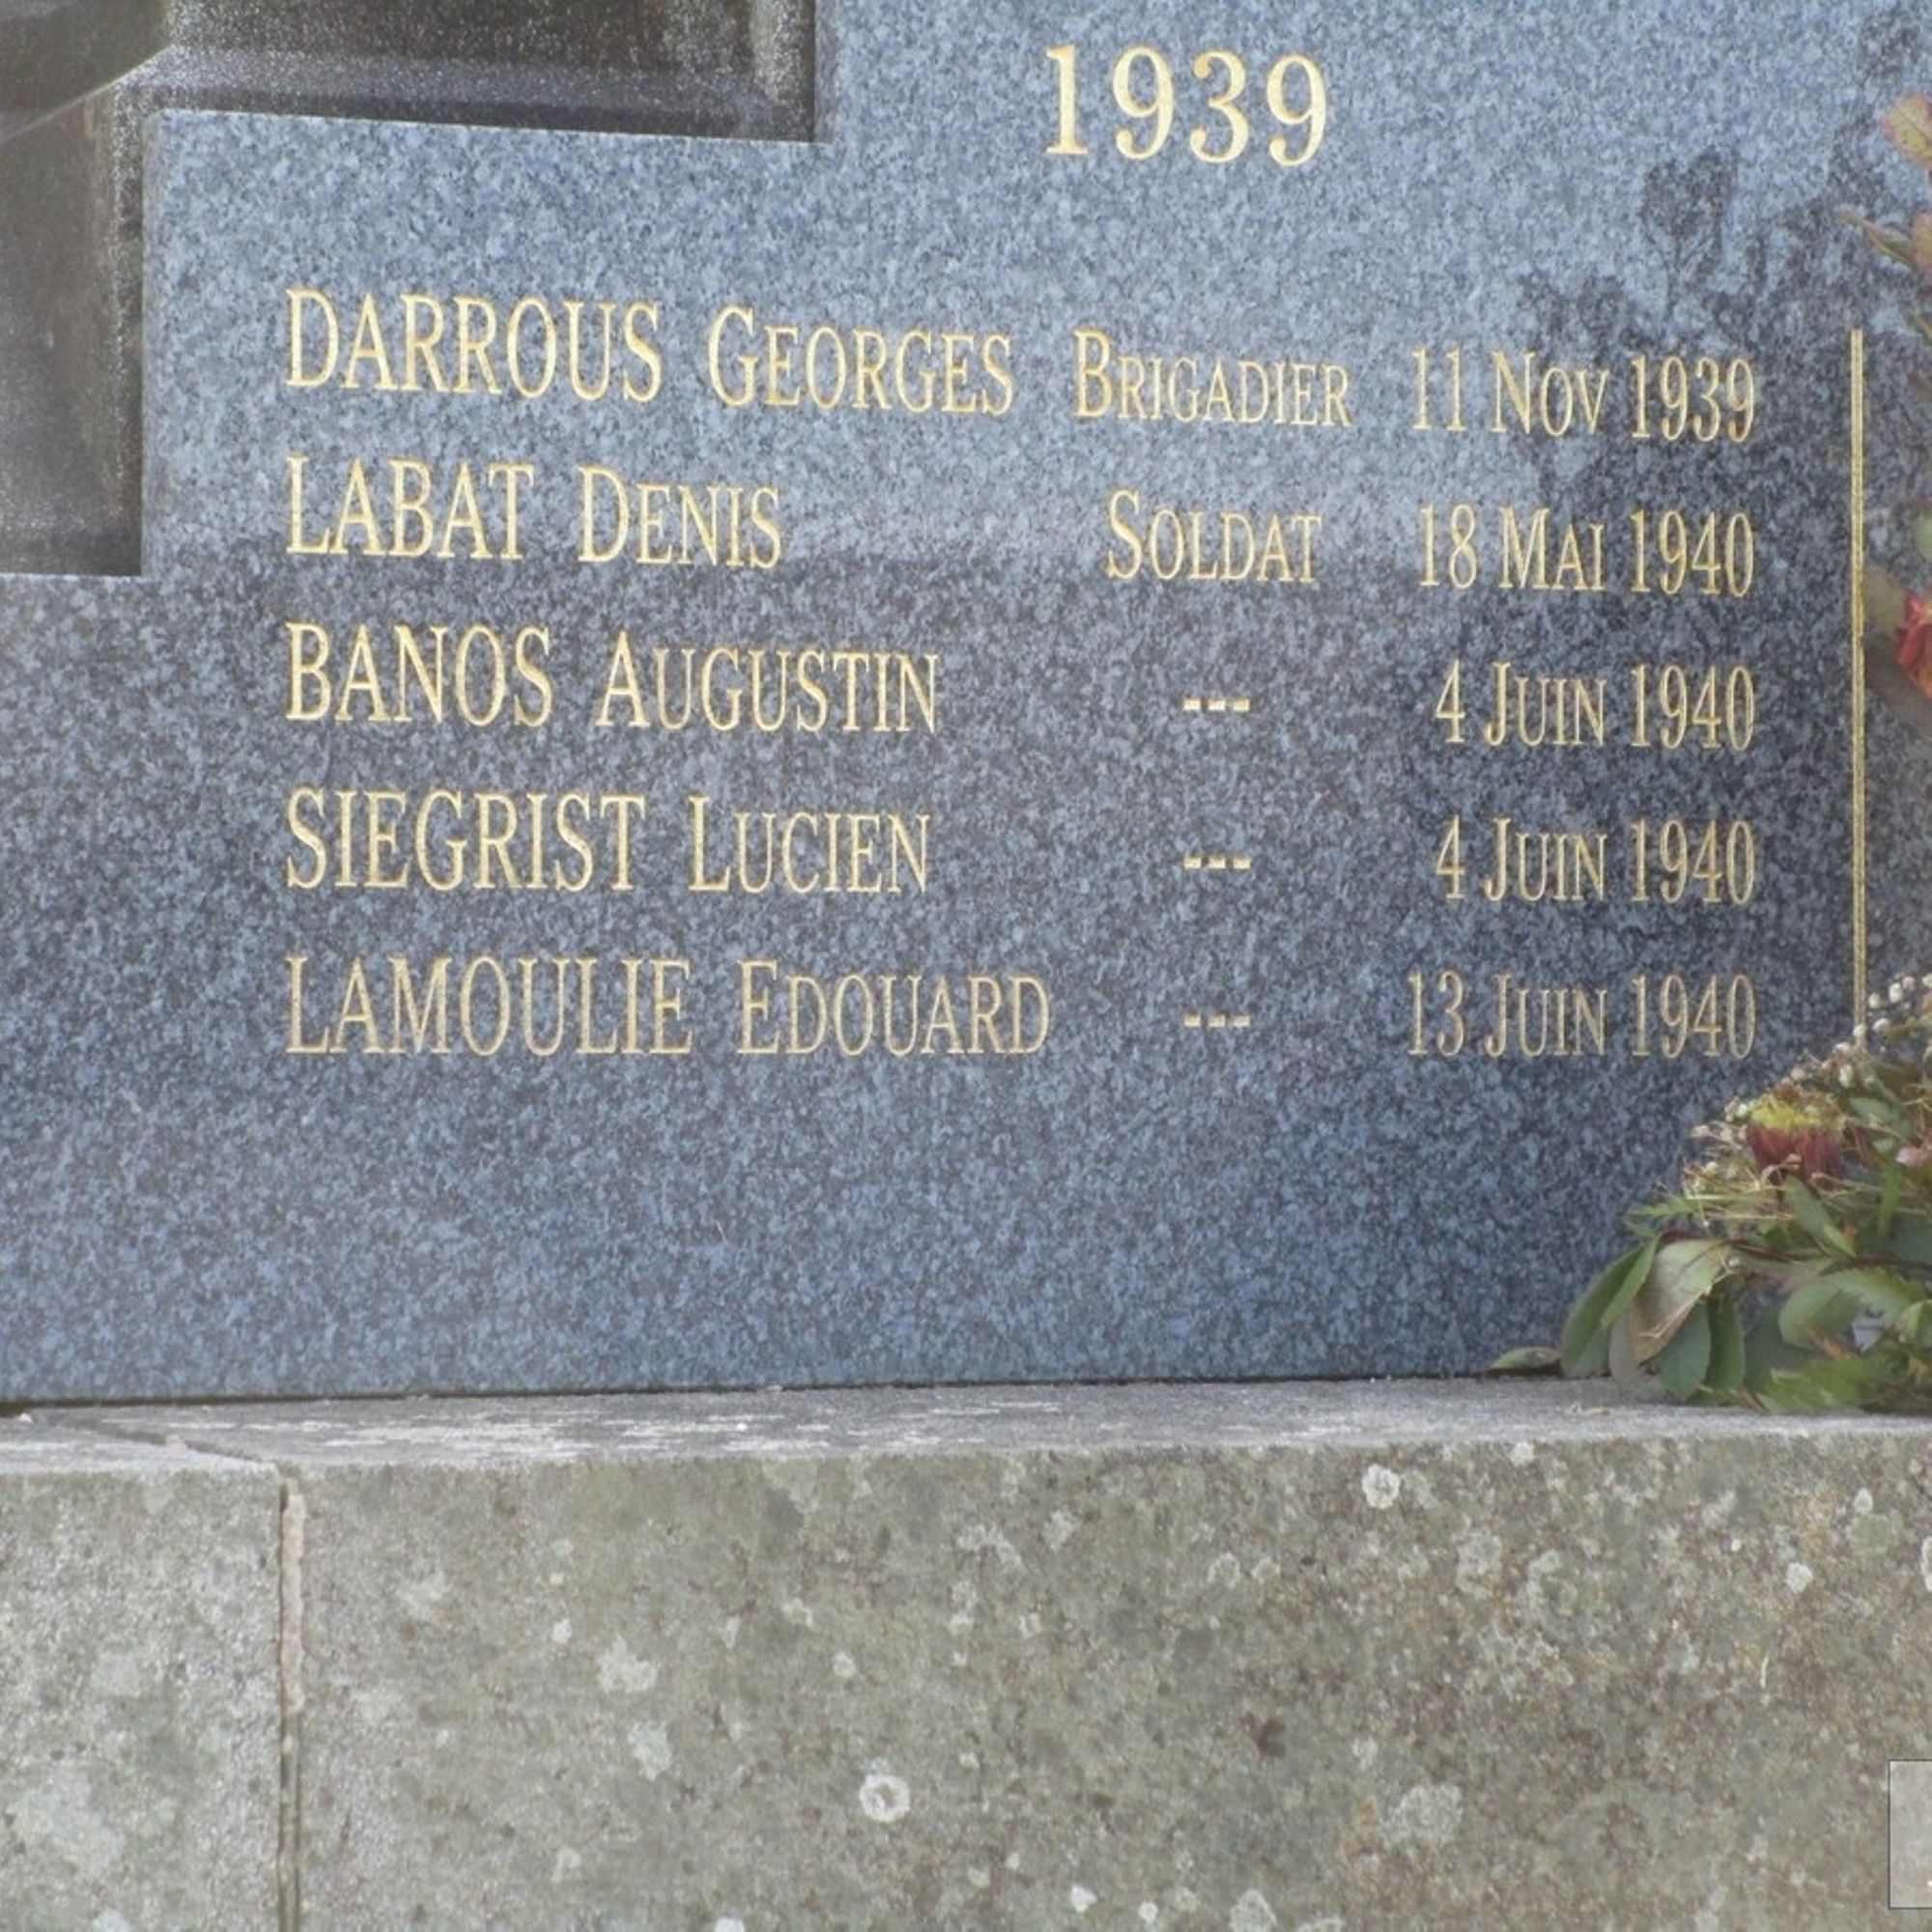 1939
DARROUS GEORGES BRIGADIER 11 NOV 1939
LABAT DENIS SOLDAT 18 MAI 1940
BANOS AUGUSTIN --- 4 JUIN 1940
SIEGRIST LUCIEN --- 4 JUIN 1940
LAMOULIE EDOUARD --- 13 JUIN 1940